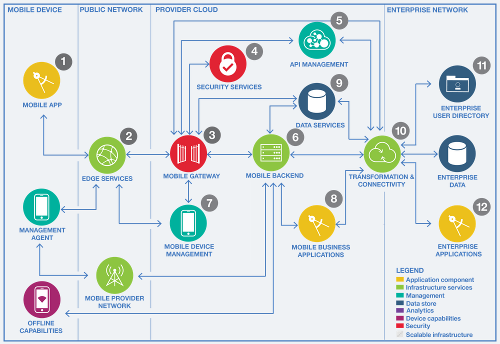 MOBILE DEVICE
PUBLIC NETWORK
PROVIDER CLOUD
ENTERPRISE NETWORK
1
MOBILE APP
2
EDGE SERVICES
3
MOBILE GATEWAY
4
SECURITY SERVICES
5
API MANAGEMENT
6
MOBILE BACKEND
7
MOBILE DEVICE
MANAGEMENT
8
MOBILE BUSINESS
APPLICATIONS
9
DATA SERVICES
10
TRANSFORMATION &
CONNECTIVITY
11
ENTERPRISE
USER DIRECTORY
ENTERPRISE
DATA
12
ENTERPRISE
APPLICATIONS
MANAGEMENT
AGENT
MOBILE PROVIDER
NETWORK
OFFLINE
CAPABILITIES
LEGEND
Application component
Infrastructure services
Management
Data store
Analytics
Device capabilities
Security
Scalable infrastructure